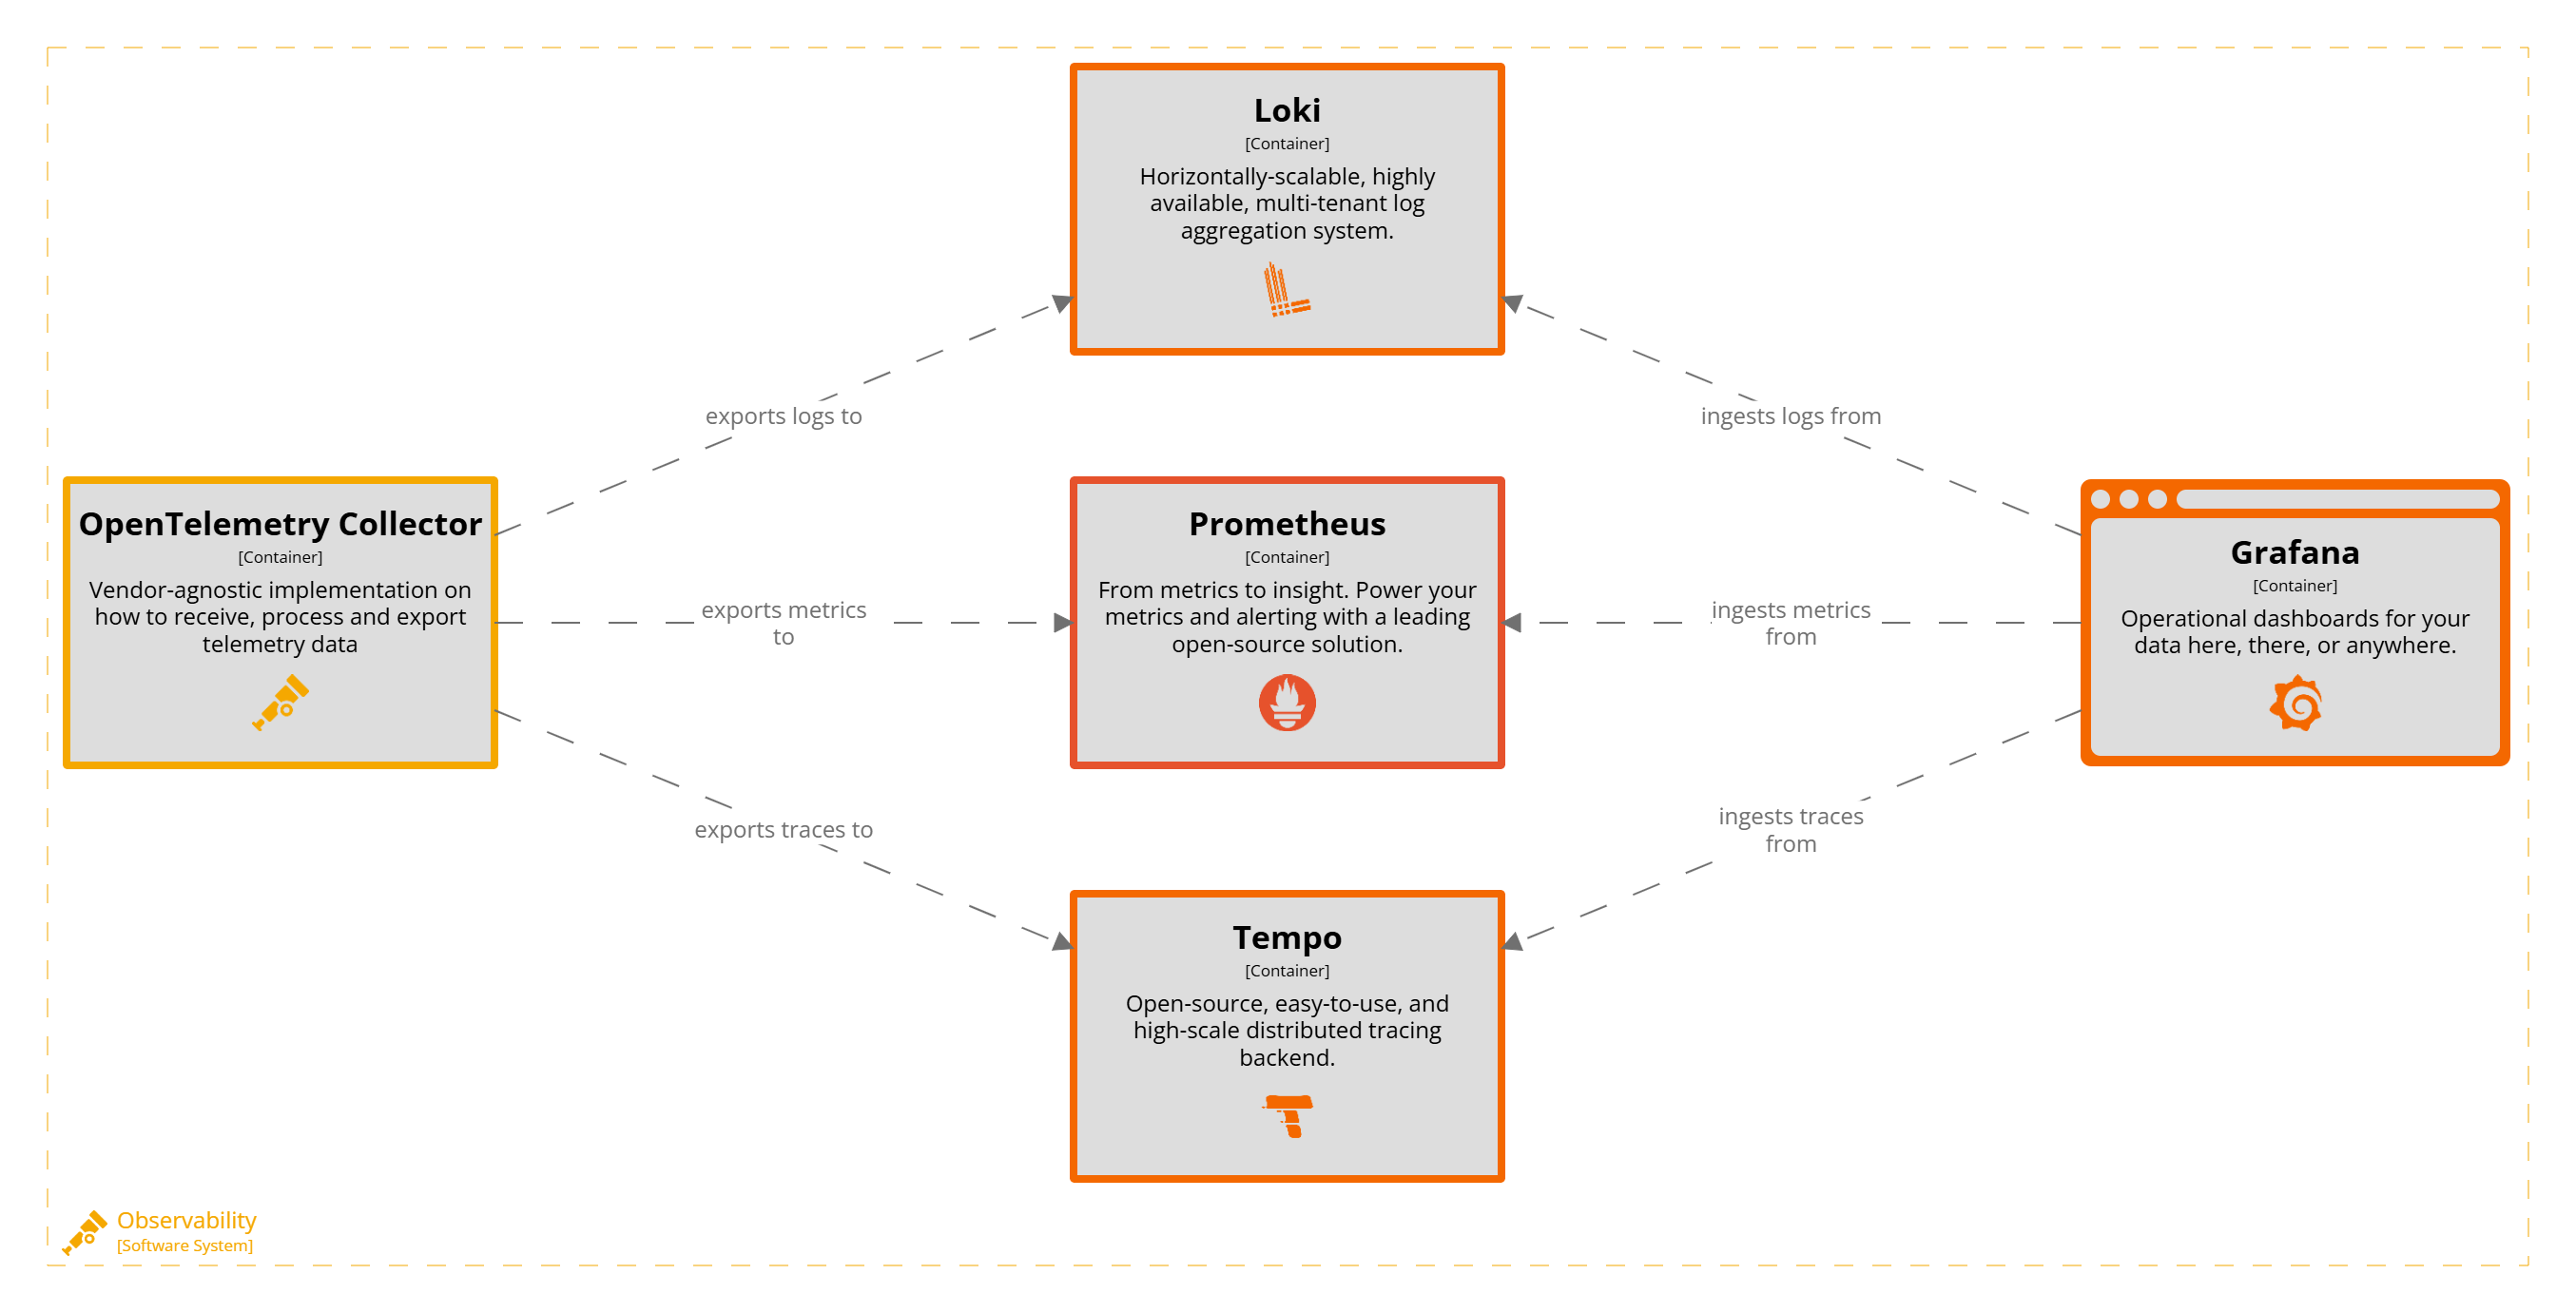 Loki
[Container]
Horizontally-scalable, highly
available, multi-tenant log
aggregation system.
exports logs to
ingests logs from
OpenTelemetry Collector
[Container]
Vendor-agnostic implementation on
how to receive, process and export
telemetry data
exports metrics
to
Prometheus
[Container]
From metrics to insight. Power your
metrics and alerting with a leading
open-source solution.
ingests metrics
from
Grafana
[Container]
Operational dashboards for your
data here, there, or anywhere.
exports traces to
ingests traces
from
Tempo
[Container]
Open-source, easy-to-use, and
high-scale distributed tracing
backend.
Observability
[Software System]